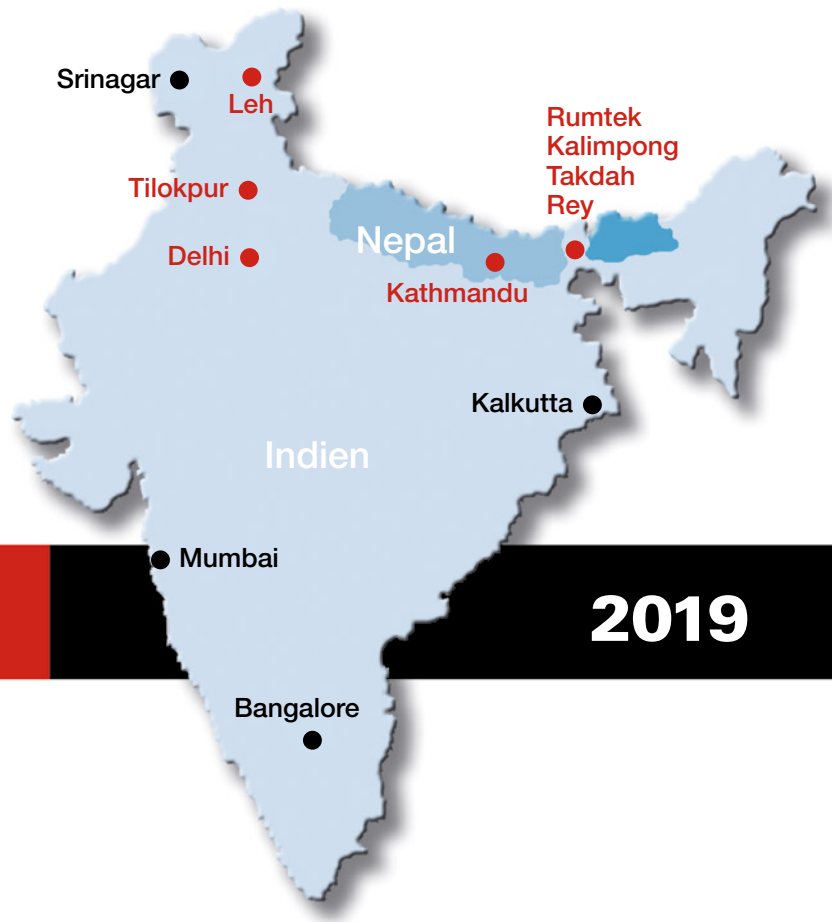 Srinagar
Leh
Rumtek
Kalimpong
Takdah
Rey
Tilokpur
Nepal
Delhi
Kathmandu
Kalkutta
Indien
Mumbai
2019
Bangalore